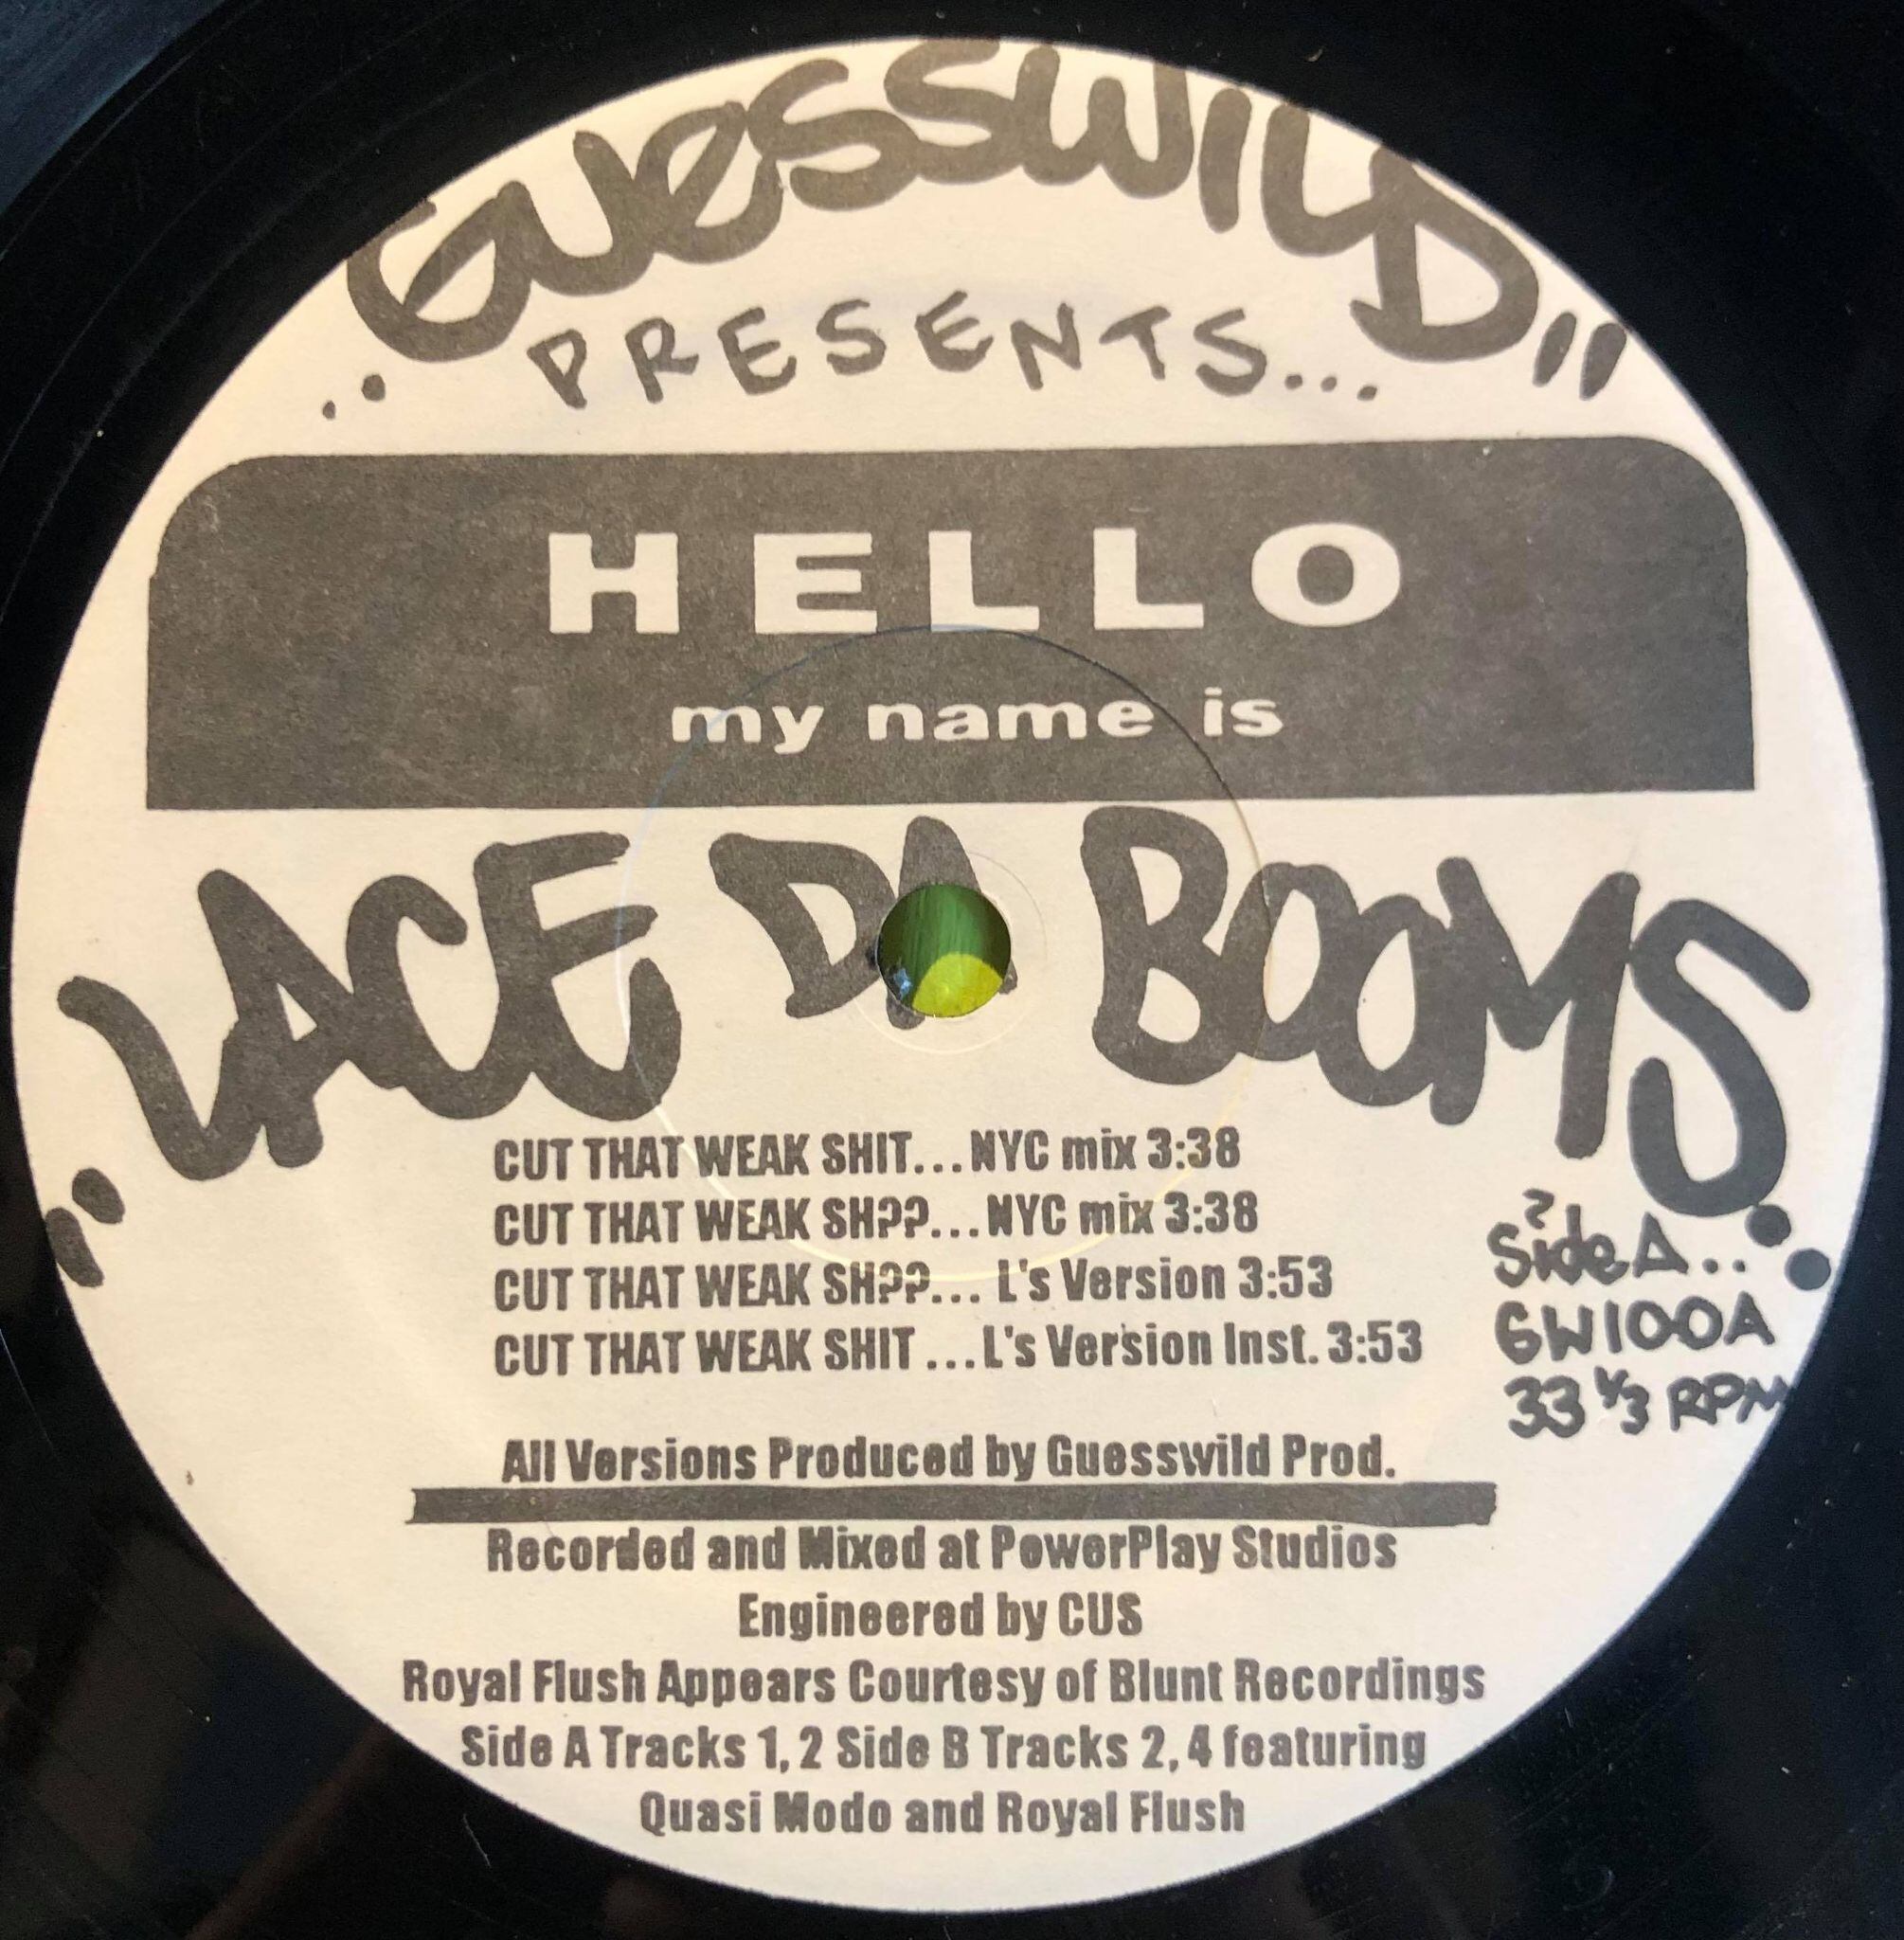 Guesswild
PRESENTS...
HELLO
my name is
LACE DA BOOMS
CUT THAT WEAK SHIT...NYC mix 3:38
CUT THAT WEAK SH??...NYC mix 3:38
CUT THAT WEAK SH??... L's Version 3:53
CUT THAT WEAK SHIT ...L's Version Inst. 3:53
Side A..
GW100A
33 1/3 RPM
All Versions Produced by Guesswild Prod.
Recorded and Mixed at PowerPlay Studios
Engineered by CUS
Royal Flush Appears Courtesy of Blunt Recordings
Side A Tracks 1, 2 Side B Tracks 2, 4 featuring
Quasi Modo and Royal Flush